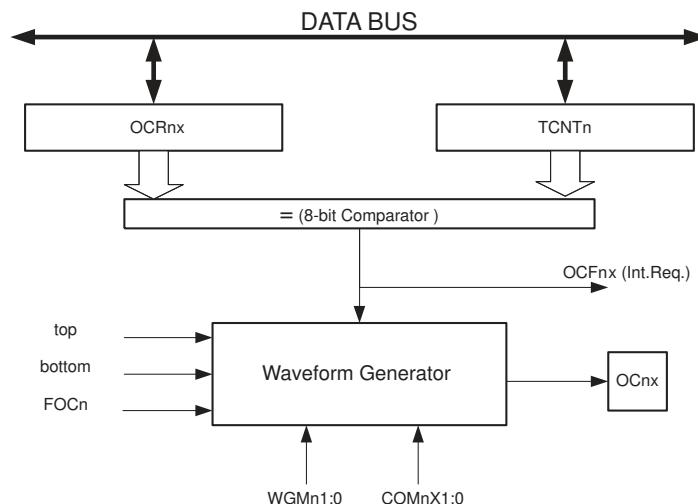 DATA BUS
OCRnx
TCNTn
= (8-bit Comparator )
OCFnx (Int.Req.)
top
bottom
FOCn
Waveform Generator
OCnx
WGMn1:0
COMnX1:0